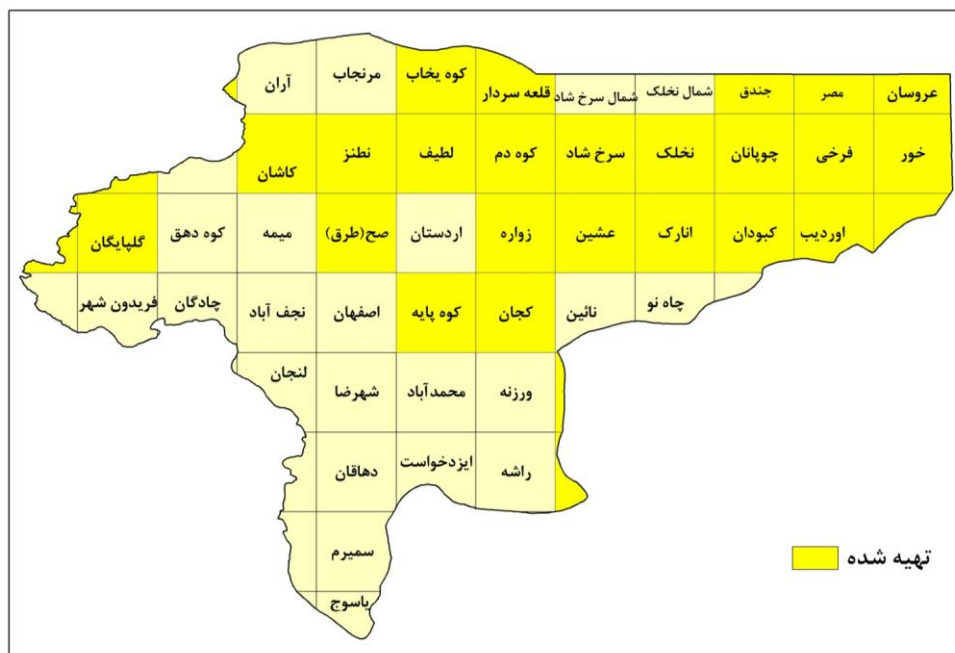 عروسان
مصر
جندق
شمال نخلک
شمال سرخ شاد
قلعه سردار
کوه یخاب
مرنجاب
آران
خور
فرخی
چوپانان
نخلک
سرخ شاد
کوه دم
لطیف
نطنز
کاشان
اوردیب
کبودان
انارک
عشین
زواره
اردستان
صح(طرق)
میمه
کوه دهق
گلپایگان
چاه نو
نائین
کجان
کوه پایه
اصفهان
نجف آباد
چادگان
فریدون شهر
ورزنه
محمدآباد
شهرضا
لنجان
راشه
ایزدخواست
دهاقان
سمیرم
یاسوج
تهیه شده